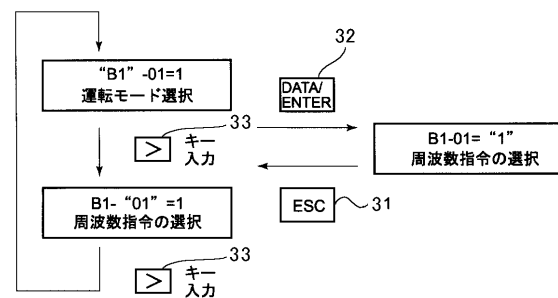 “B1” -01=1
運転モード選択
32
DATA/
ENTER
33
> キー
入力
B1-01= “1”
周波数指令の選択
B1- “01” =1
周波数指令の選択
ESC
31
33
> キー
入力